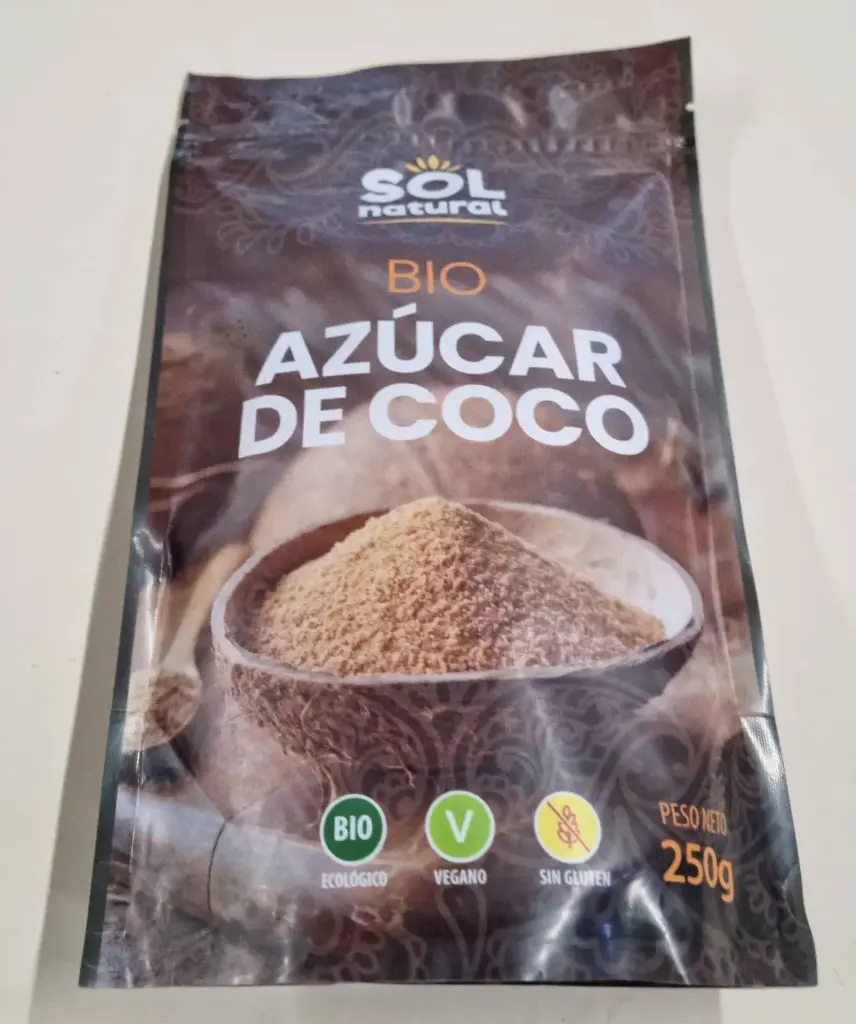 SOL
natural
BIO
AZÚCAR
DE COCO
BIO
ECOLÓGICO
V
VEGANO
SIN GLUTEN
PESO NETO
250g